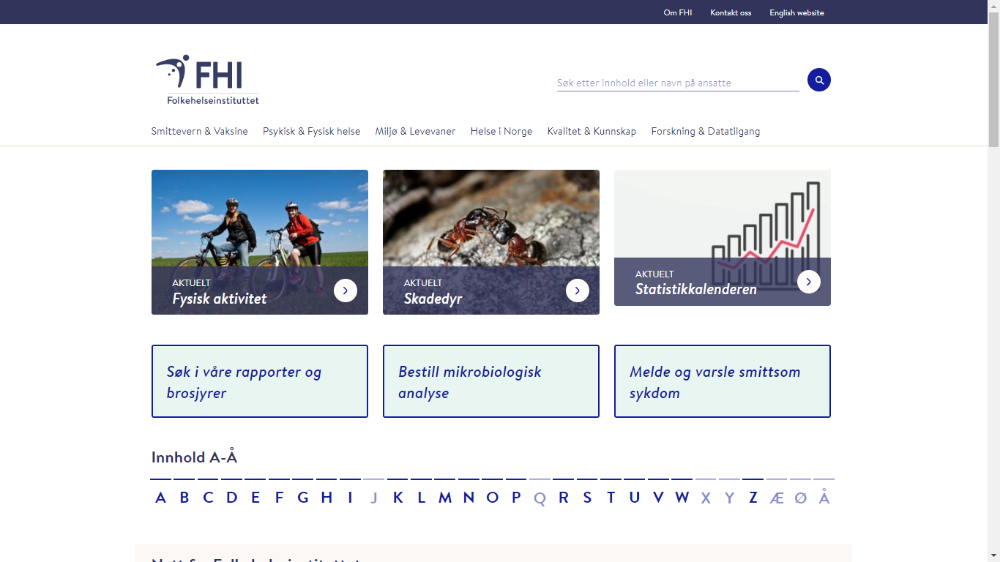 Om FHI Kontakt oss English website
FHI
Folkehelseinstituttet
Søk etter innhold eller navn på ansatte
Smittevern & Vaksine Psykisk & Fysisk helse Miljø & Levevaner Helse i Norge Kvalitet & Kunnskap Forskning & Datatilgang
AKTUELT
Fysisk aktivitet
AKTUELT
Skadedyr
AKTUELT
Statistikkalenderen
Søk i våre rapporter og
brosjyrer
Bestill mikrobiologisk
analyse
Melde og varsle smittsom
sykdom
Innhold A-Å
A B C D E F G H I J K L M N O P Q R S T U V W X Y Z Æ Ø Å